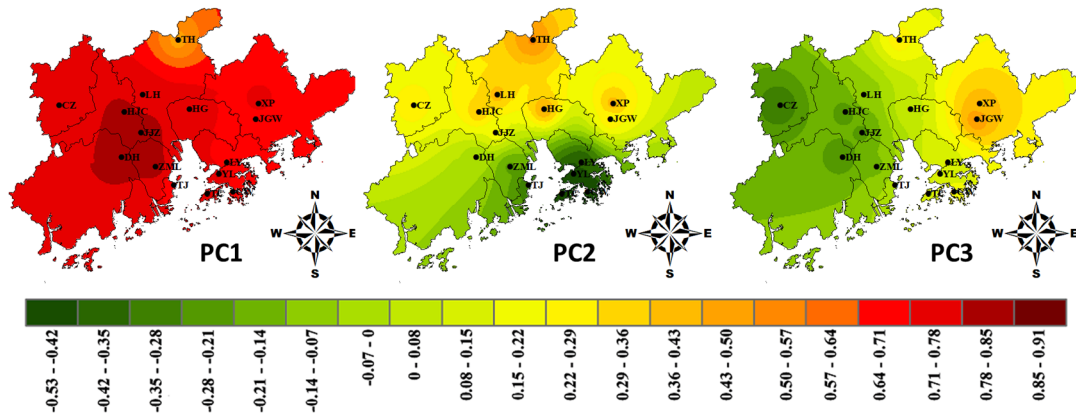 TH
CZ
LH
HJC
HG
XP
JGW
JJZ
DH
ZML
LY
YL
TJ
N
W E
S
PC1
TH
CZ
LH
HJC
HG
XP
JGW
JJZ
DH
ZML
LY
YL
TJ
N
W E
S
PC2
TH
CZ
LH
HJC
HG
XP
JGW
JJZ
DH
ZML
LY
YL
TJ
N
W E
S
PC3
-0.53 - -0.42
-0.42 - -0.35
-0.35 - -0.28
-0.28 - -0.21
-0.21 - -0.14
-0.14 - -0.07
-0.07 - 0
0 - 0.08
0.08 - 0.15
0.15 - 0.22
0.22 - 0.29
0.29 - 0.36
0.36 - 0.43
0.43 - 0.50
0.50 - 0.57
0.57 - 0.64
0.64 - 0.71
0.71 - 0.78
0.78 - 0.85
0.85 - 0.91